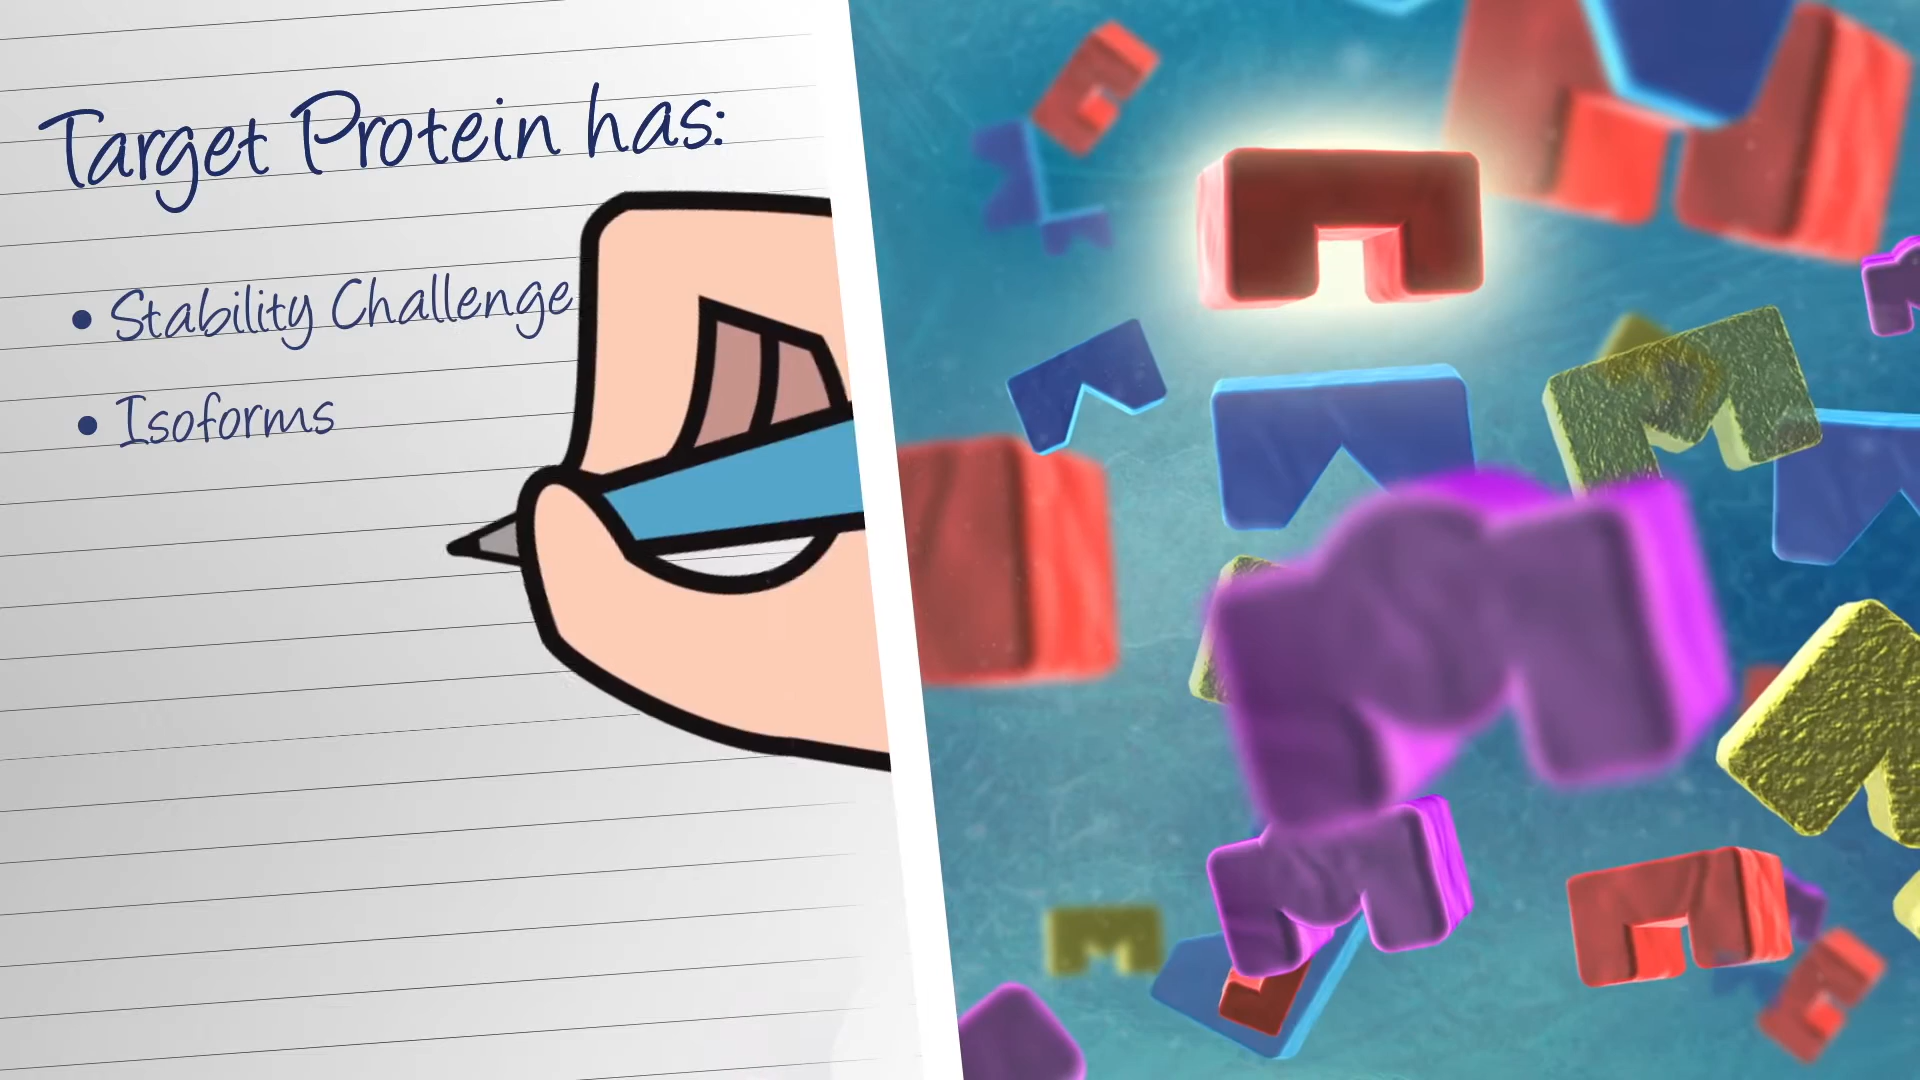 Target Protein has:
• Stability Challenge
• Isoforms